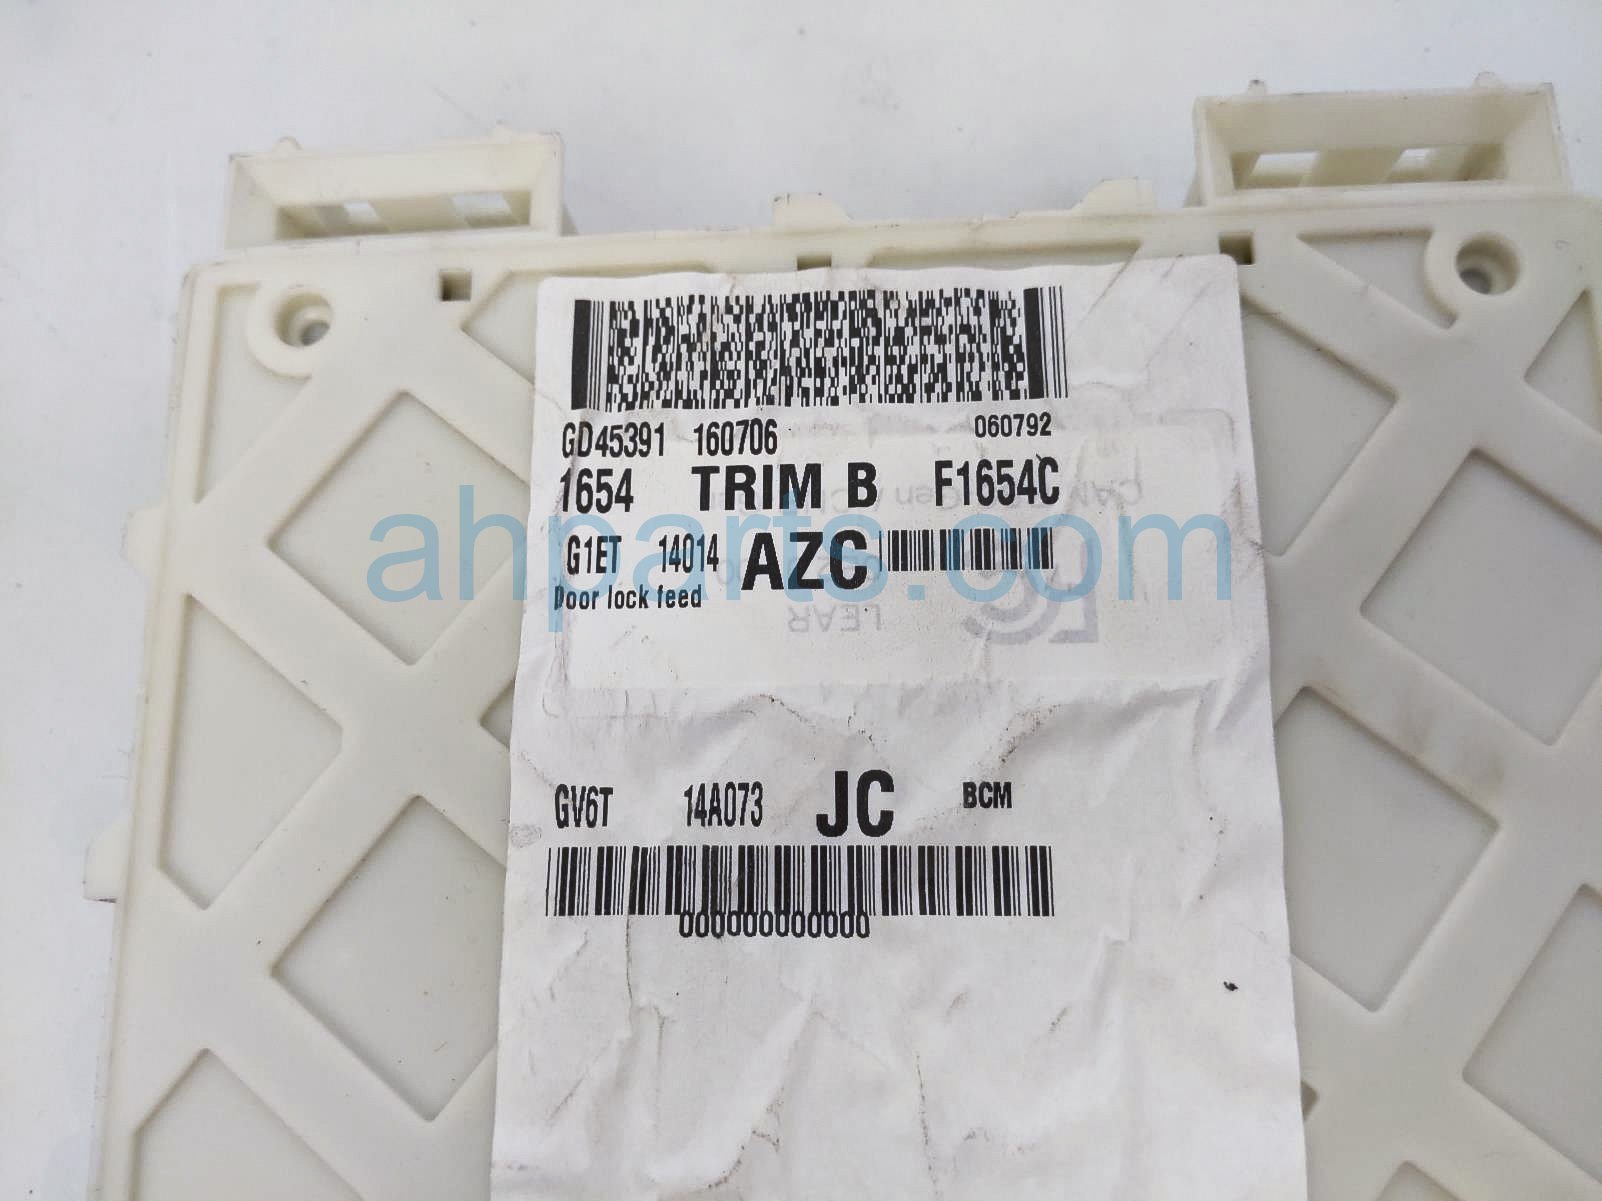 GD45391 160706 060792
1654 TRIM B F1654C
G1ET 14014 AZC
Door lock feed
LEAR
GV6T 14A073 JC BCM
000000000000
ahparts.com